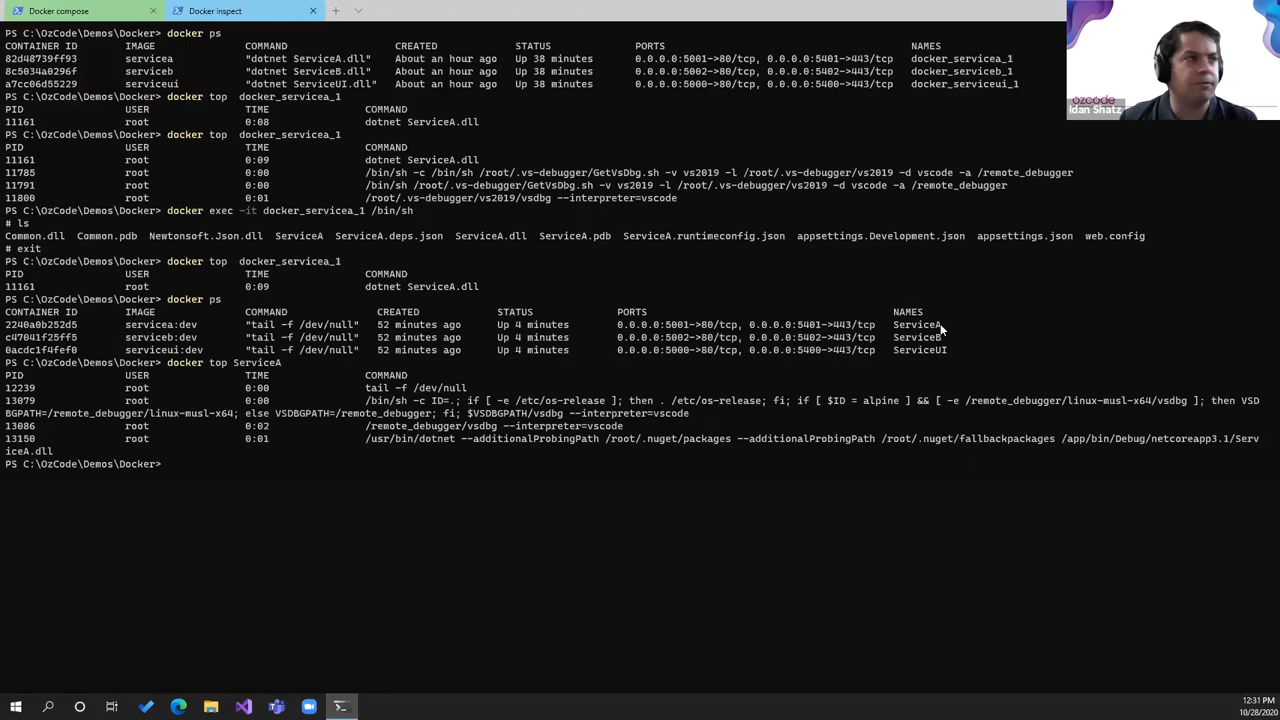 Docker compose
Docker inspect
PS C:\OzCode\Demos\Docker> docker ps
CONTAINER ID IMAGE COMMAND CREATED STATUS PORTS NAMES
82d48739ff93 servicea "dotnet ServiceA.dll" About an hour ago Up 38 minutes 0.0.0.0:5001->80/tcp, 0.0.0.0:5401->443/tcp docker_servicea_1
8c5034a0296f serviceb "dotnet ServiceB.dll" About an hour ago Up 38 minutes 0.0.0.0:5002->80/tcp, 0.0.0.0:5402->443/tcp docker_serviceb_1
a7cc06d55229 serviceui "dotnet ServiceUI.dll" About an hour ago Up 38 minutes 0.0.0.0:5000->80/tcp, 0.0.0.0:5400->443/tcp docker_serviceui_1
PS C:\OzCode\Demos\Docker> docker top docker_servicea_1
PID USER TIME COMMAND
11161 root 0:08 dotnet ServiceA.dll
PS C:\OzCode\Demos\Docker> docker top docker_servicea_1
PID USER TIME COMMAND
11161 root 0:09 dotnet ServiceA.dll
11785 root 0:00 /bin/sh -c /bin/sh /root/.vs-debugger/GetVsDbg.sh -v vs2019 -l /root/.vs-debugger/vs2019 -d vscode -a /remote_debugger
11791 root 0:00 /bin/sh /root/.vs-debugger/GetVsDbg.sh -v vs2019 -l /root/.vs-debugger/vs2019 -d vscode -a /remote_debugger
11800 root 0:01 /root/.vs-debugger/vs2019/vsdbg --interpreter=vscode
PS C:\OzCode\Demos\Docker> docker exec -it docker_servicea_1 /bin/sh
# ls
Common.dll Common.pdb Newtonsoft.Json.dll ServiceA ServiceA.deps.json ServiceA.dll ServiceA.pdb ServiceA.runtimeconfig.json appsettings.Development.json appsettings.json web.config
# exit
PS C:\OzCode\Demos\Docker> docker top docker_servicea_1
PID USER TIME COMMAND
11161 root 0:09 dotnet ServiceA.dll
PS C:\OzCode\Demos\Docker> docker ps
CONTAINER ID IMAGE COMMAND CREATED STATUS PORTS NAMES
2240a0b252d5 servicea:dev "tail -f /dev/null" 52 minutes ago Up 4 minutes 0.0.0.0:5001->80/tcp, 0.0.0.0:5401->443/tcp ServiceA
c47041f25ff5 serviceb:dev "tail -f /dev/null" 52 minutes ago Up 4 minutes 0.0.0.0:5002->80/tcp, 0.0.0.0:5402->443/tcp ServiceB
0acdc1f4fef0 serviceui:dev "tail -f /dev/null" 52 minutes ago Up 4 minutes 0.0.0.0:5000->80/tcp, 0.0.0.0:5400->443/tcp ServiceUI
PS C:\OzCode\Demos\Docker> docker top ServiceA
PID USER TIME COMMAND
12239 root 0:00 tail -f /dev/null
13079 root 0:00 /bin/sh -c ID=.; if [ -e /etc/os-release ]; then . /etc/os-release; fi; if [ $ID = alpine ] && [ -e /remote_debugger/linux-musl-x64/vsdbg ]; then VSD
BGPATH=/remote_debugger/linux-musl-x64; else VSDBGPATH=/remote_debugger; fi; $VSDBGPATH/vsdbg --interpreter=vscode
13086 root 0:02 /remote_debugger/vsdbg --interpreter=vscode
13150 root 0:01 /usr/bin/dotnet --additionalProbingPath /root/.nuget/packages --additionalProbingPath /root/.nuget/fallbackpackages /app/bin/Debug/netcoreapp3.1/Serv
iceA.dll
PS C:\OzCode\Demos\Docker>
ozcode
Idan Shatz
12:31 PM
10/28/2020